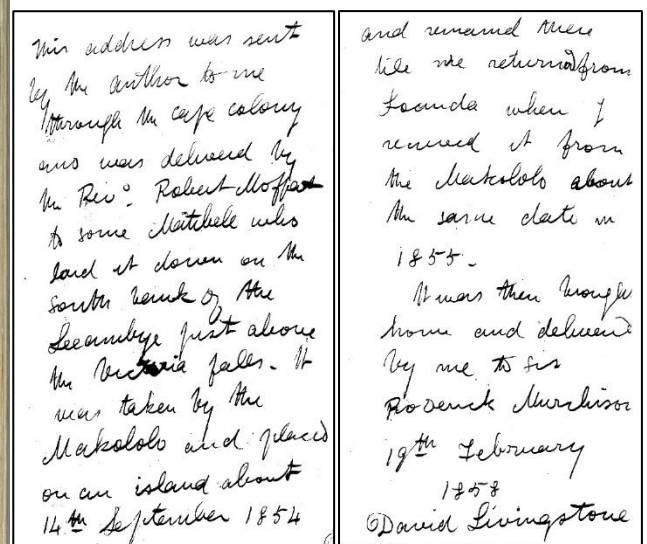 This address was sent
by the author to me
through the cape colony
and was delivered by
the Revd. Robert Moffat
to some Matibele who
laid it down on the
south bank of the
Leeambye just above
the Victoria falls. It
was taken by the
Makololo and placed
on an island about
14th September 1854
and remained there
till we returned from
Loanda when I
received it from
the Makololo about
the same date in
1855.
It was then brought
home and delivered
by me to Sir
Roderick Murchison
19th February
1858
David Livingstone